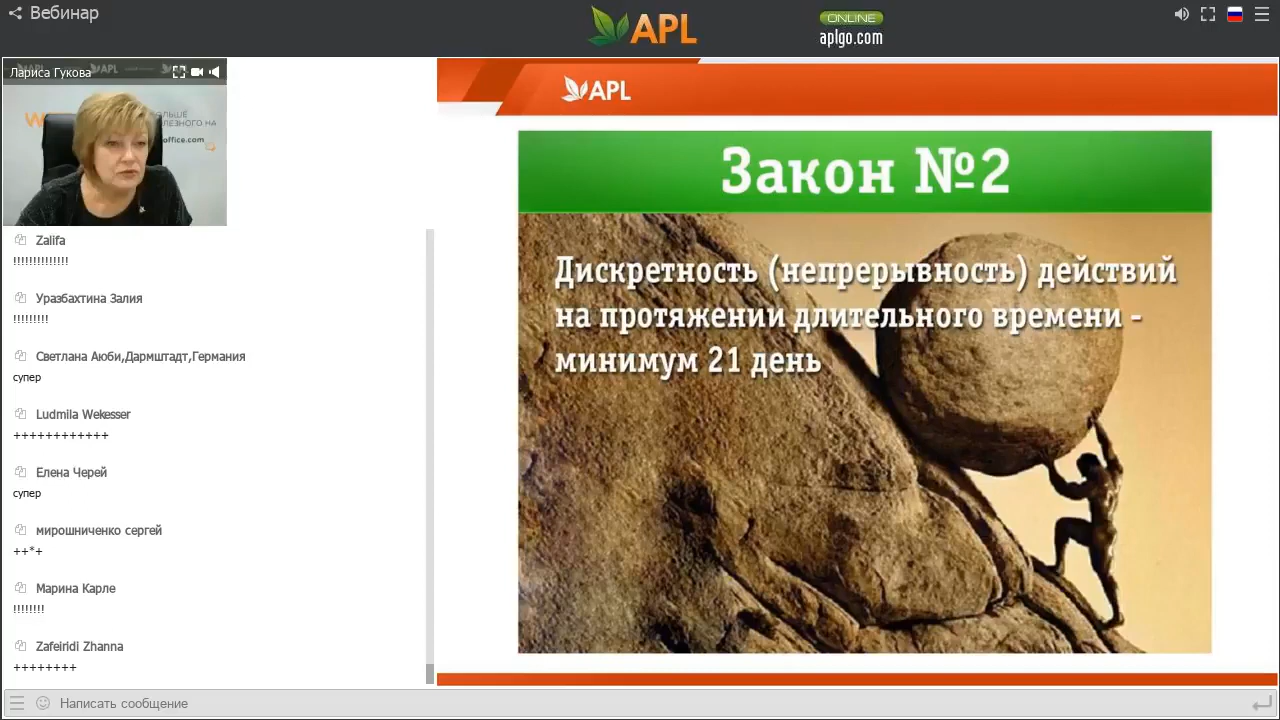 Вебинар
APL
ONLINE
aplgo.com
Лариса Гукова
Zalifa
!!!!!!!!!!!!!!
Уразбахтина Залия
!!!!!!!!!
Светлана Аюби,Дармштадт,Германия
супер
Ludmila Wekesser
++++++++++++
Елена Черей
супер
мирошниченко сергей
++*+
Марина Карле
!!!!!!!!
Zafeiridi Zhanna
++++++++
Написать сообщение
APL
Закон №2
Дискретность (непрерывность) действий
на протяжении длительного времени -
минимум 21 день